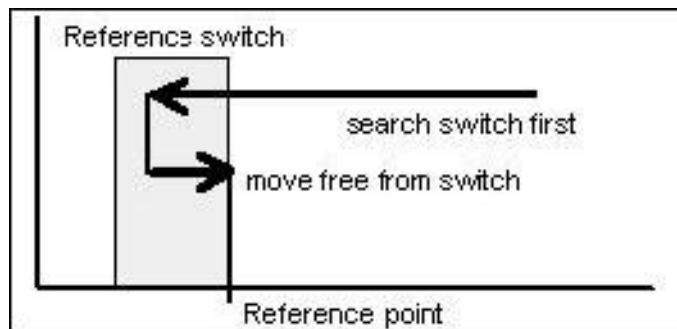 Reference switch
search switch first
move free from switch
Reference point